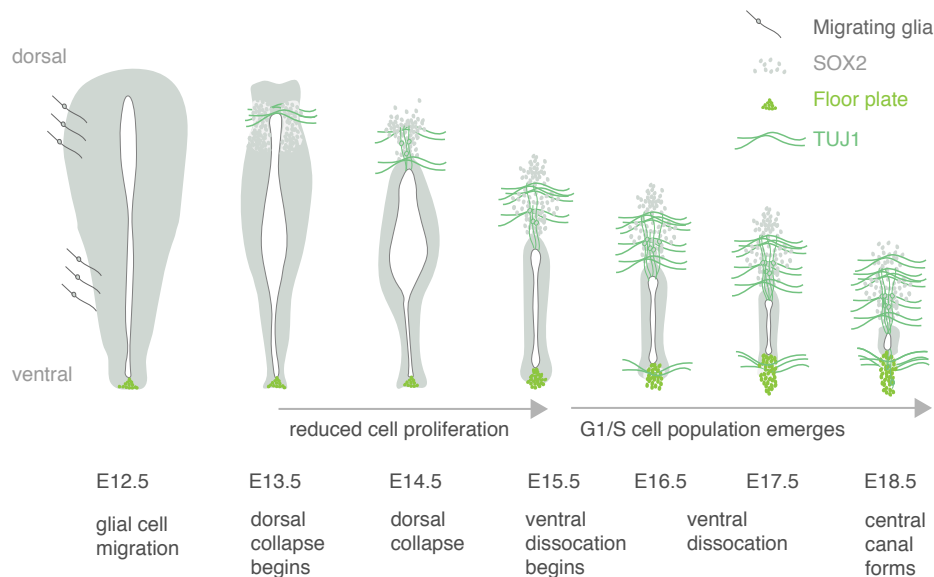 Migrating glia
dorsal
SOX2
Floor plate
TUJ1
ventral
reduced cell proliferation
G1/S cell population emerges
E12.5
E13.5
E14.5
E15.5
E16.5
E17.5
E18.5
glial cell
migration
dorsal
collapse
begins
dorsal
collapse
ventral
dissocation
begins
ventral
dissocation
central
canal
forms